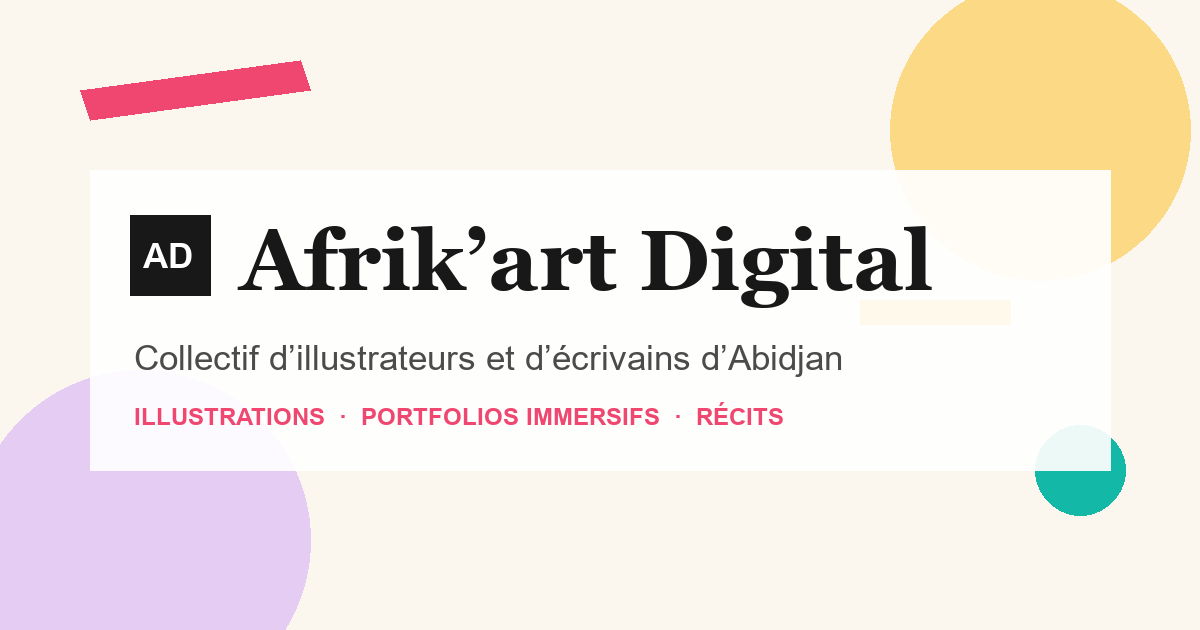 AD
Afrik’art Digital
Collectif d’illustrateurs et d’écrivains d’Abidjan
ILLUSTRATIONS · PORTFOLIOS IMMERSIFS · RÉCITS